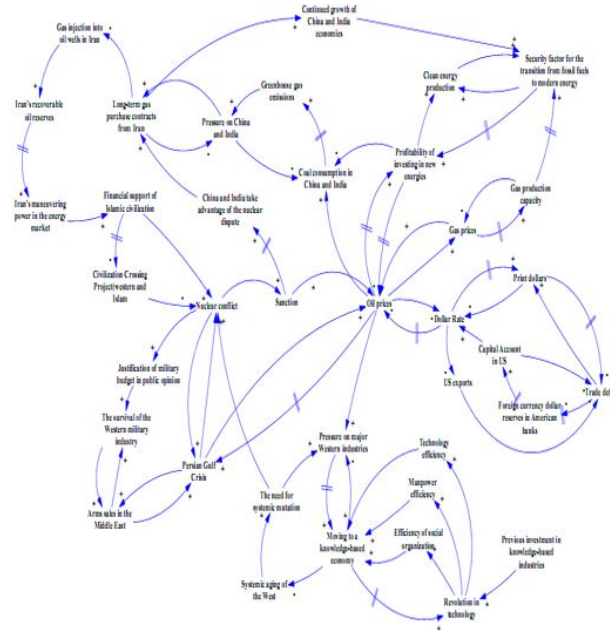 Continued growth of
China and India
economies
Gas injection into
oil wells in Iran
Security factor for the
transition from fossil fuels
to modern energy
Clean energy
production
Greenhouse gas
emissions
Iran's recoverable
oil reserves
Long-term gas
purchase contracts
from Iran
Pressure on China
and India
Profitability of
investing in new
energies
Coal consumption in
China and India
Gas production
capacity
Iran's maneuvering
power in the energy
market
Financial support of
Islamic civilization
China and India take
advantage of the nuclear
dispute
Gas prices
Civilization Crossing
Project(western and
Islam
Nuclear conflict
Sanction
Oil prices
Print dollars
Dollar Rate
Capital Account
in US
Justification of military
budget in public opinion
US exports
Trade def
Foreign currency dollar
reserves in American
banks
The survival of the
Western military
industry
Pressure on major
Western industries
Technology
efficiency
Persian Gulf
Crisis
Manpower
efficiency
Arms sales in the
Middle East
The need for
systemic mutation
Moving to a
knowledge-based
economy
Efficiency of social
organization
Previous investment in
knowledge-based
industries
Systemic aging of
the West
Revolution in
technology